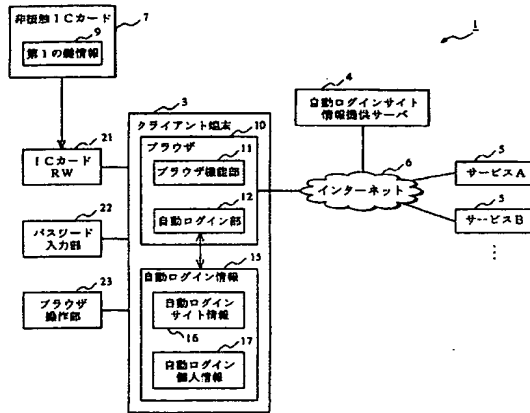 非接触ICカード
7
9
第1の鍵情報
1
3
クライアント端末
10
ブラウザ
11
ブラウザ機能部
12
自動ログイン部
21
ICカード
RW
22
パスワード
入力部
23
ブラウザ
操作部
15
自動ログイン情報
自動ログイン
サイト情報
16
17
自動ログイン
個人情報
4
自動ログインサイト
情報提供サーバ
6
インターネット
5
サービスA
5
サービスB
⋮